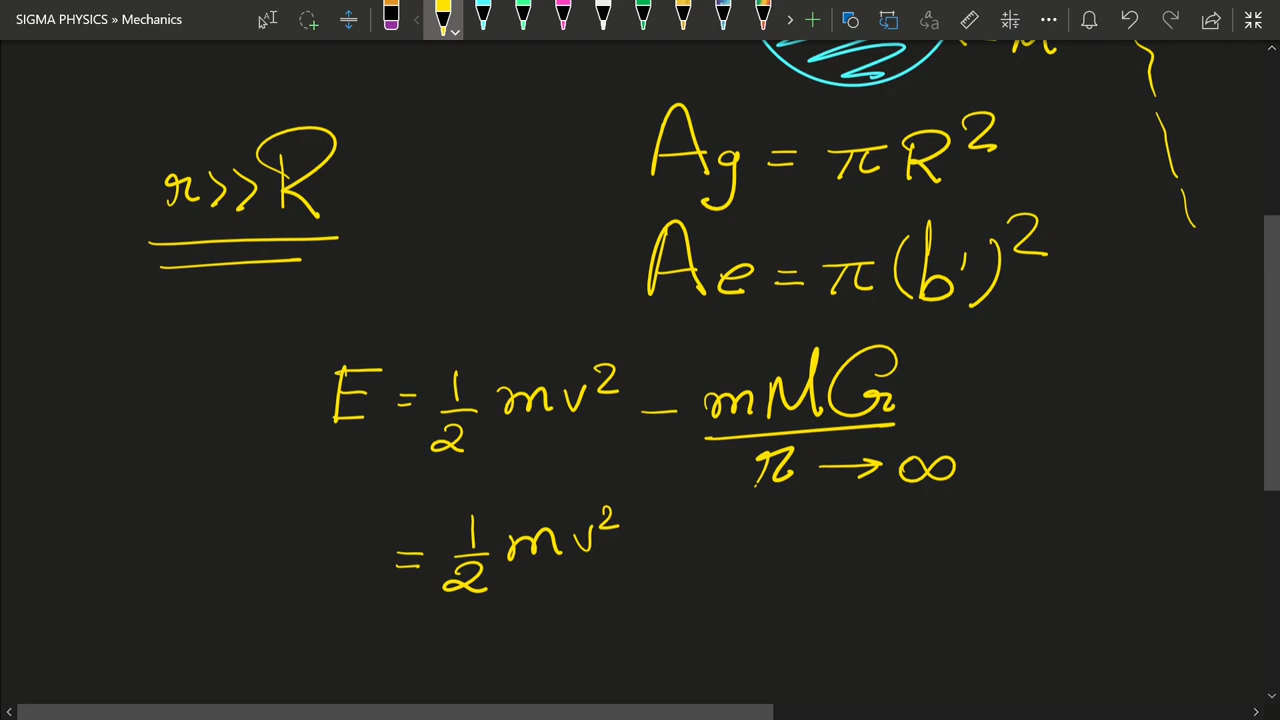 SIGMA PHYSICS » Mechanics
M
Ag = πR²
r>>R
Ae = π(b')²
E = 1/2 mv² - mMG/r → ∞
= 1/2 mv²